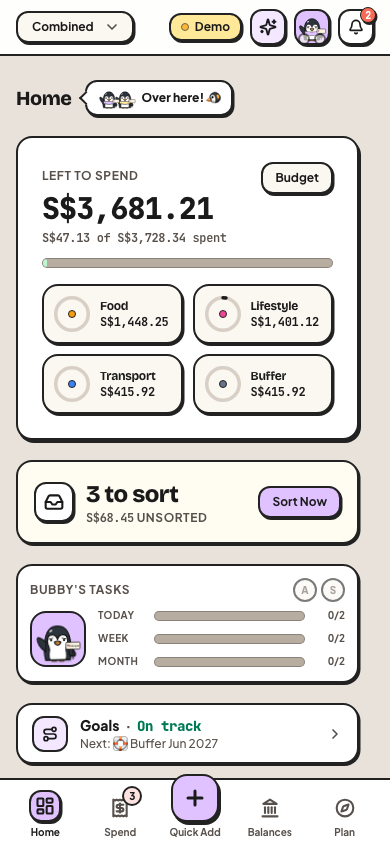 Combined
Demo
2
Home
Over here!
LEFT TO SPEND
Budget
S$3,681.21
S$47.13 of S$3,728.34 spent
Food
S$1,448.25
Lifestyle
S$1,401.12
Transport
S$415.92
Buffer
S$415.92
3 to sort
S$68.45 UNSORTED
Sort Now
BUBBY'S TASKS
A S
TODAY 0/2
WEEK 0/2
MONTH 0/2
Goals · On track
Next: 🛟 Buffer Jun 2027
3
Home
Spend
Quick Add
Balances
Plan